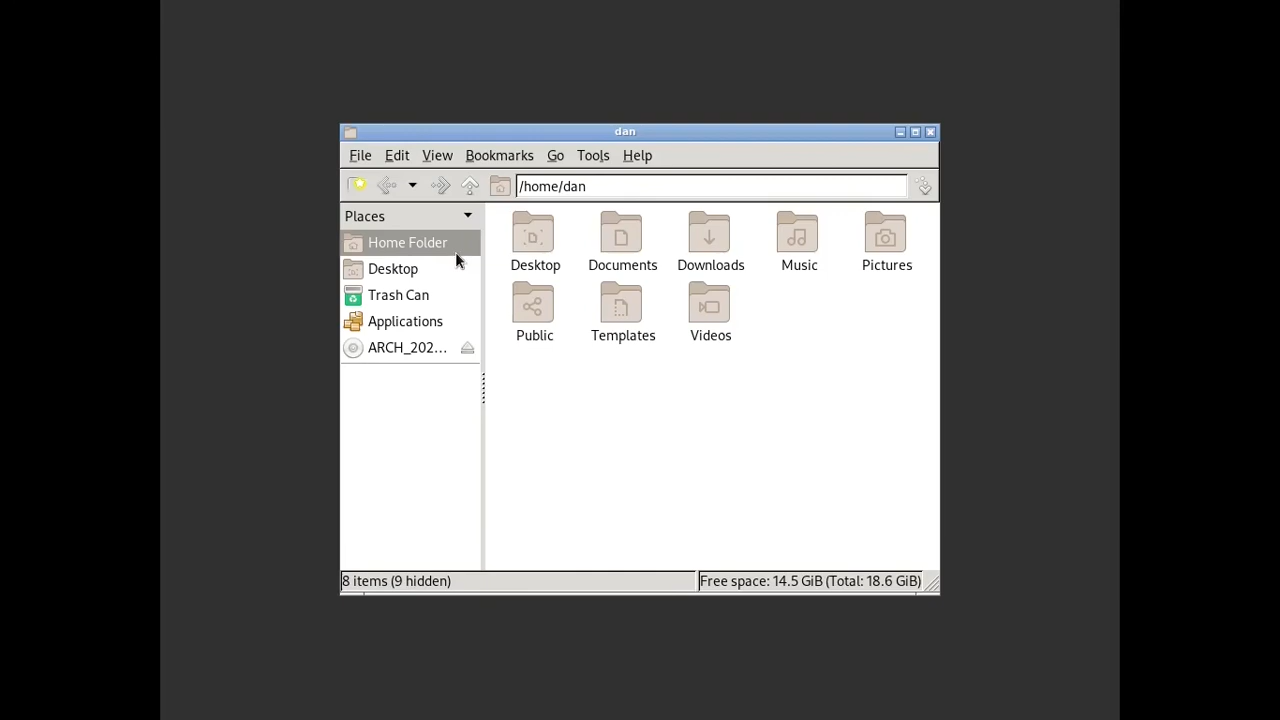 dan
File Edit View Bookmarks Go Tools Help
/home/dan
Places
Home Folder
Desktop
Trash Can
Applications
ARCH_202...
Desktop Documents Downloads Music Pictures
Public Templates Videos
8 items (9 hidden) Free space: 14.5 GiB (Total: 18.6 GiB)